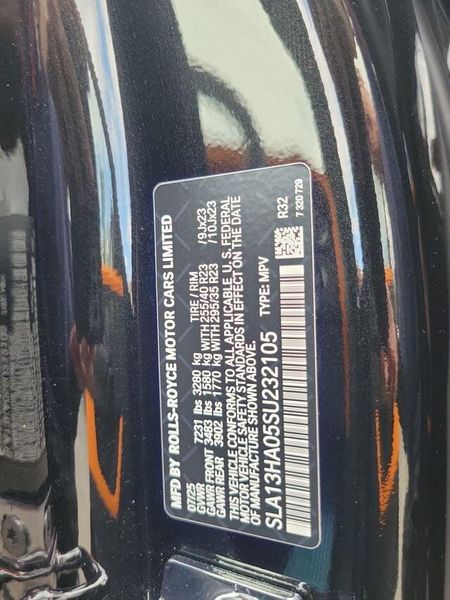 MFD BY ROLLS-ROYCE MOTOR CARS LIMITED
07/25
GVWR 7231 lbs 3280 kg TIRE / RIM
GAWR FRONT 3483 lbs 1580 kg WITH 255/40 R23 /9Jx23
GAWR REAR 3902 lbs 1770 kg WITH 295/35 R23 /10Jx23
THIS VEHICLE CONFORMS TO ALL APPLICABLE U.S. FEDERAL
MOTOR VEHICLE SAFETY STANDARDS IN EFFECT ON THE DATE
OF MANUFACTURE SHOWN ABOVE.
SLA13HA05SU232105 TYPE: MPV
R32
7 320 729